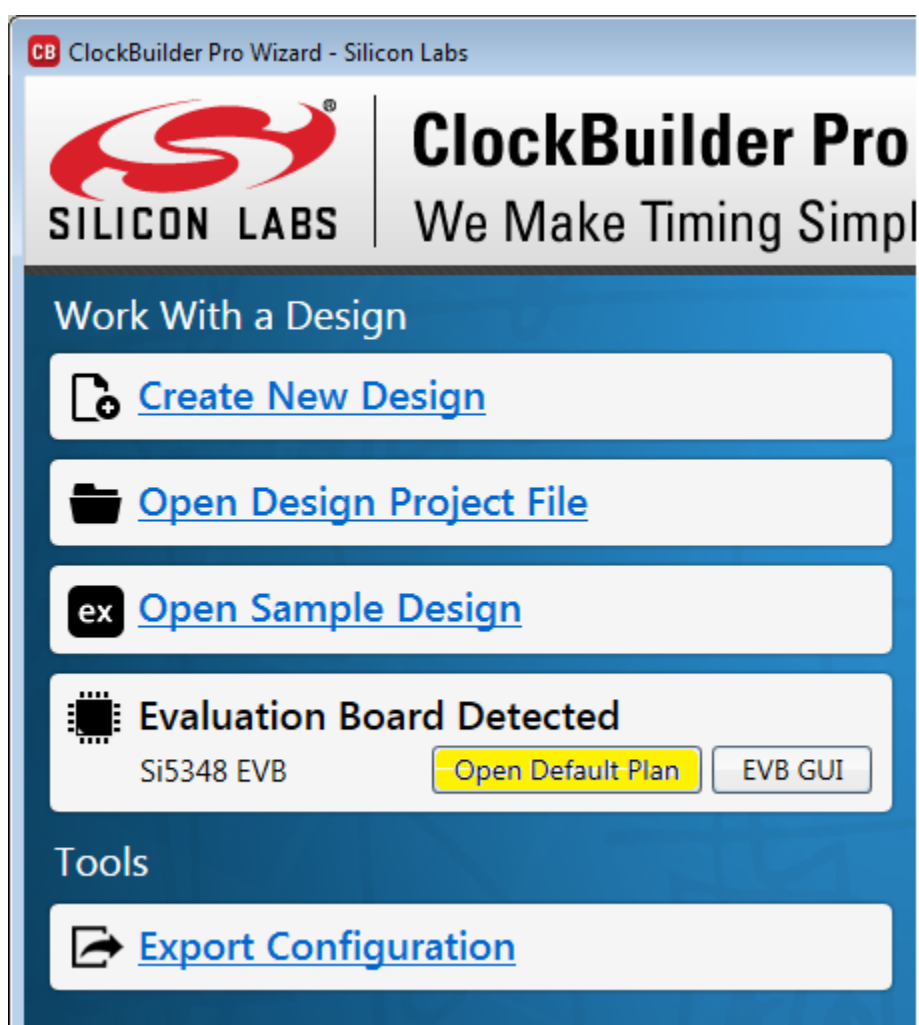 CB ClockBuilder Pro Wizard - Silicon Labs
SILICON LABS
®
ClockBuilder Pro
We Make Timing Simpl
Work With a Design
Create New Design
Open Design Project File
ex Open Sample Design
Evaluation Board Detected
Si5348 EVB Open Default Plan EVB GUI
Tools
Export Configuration